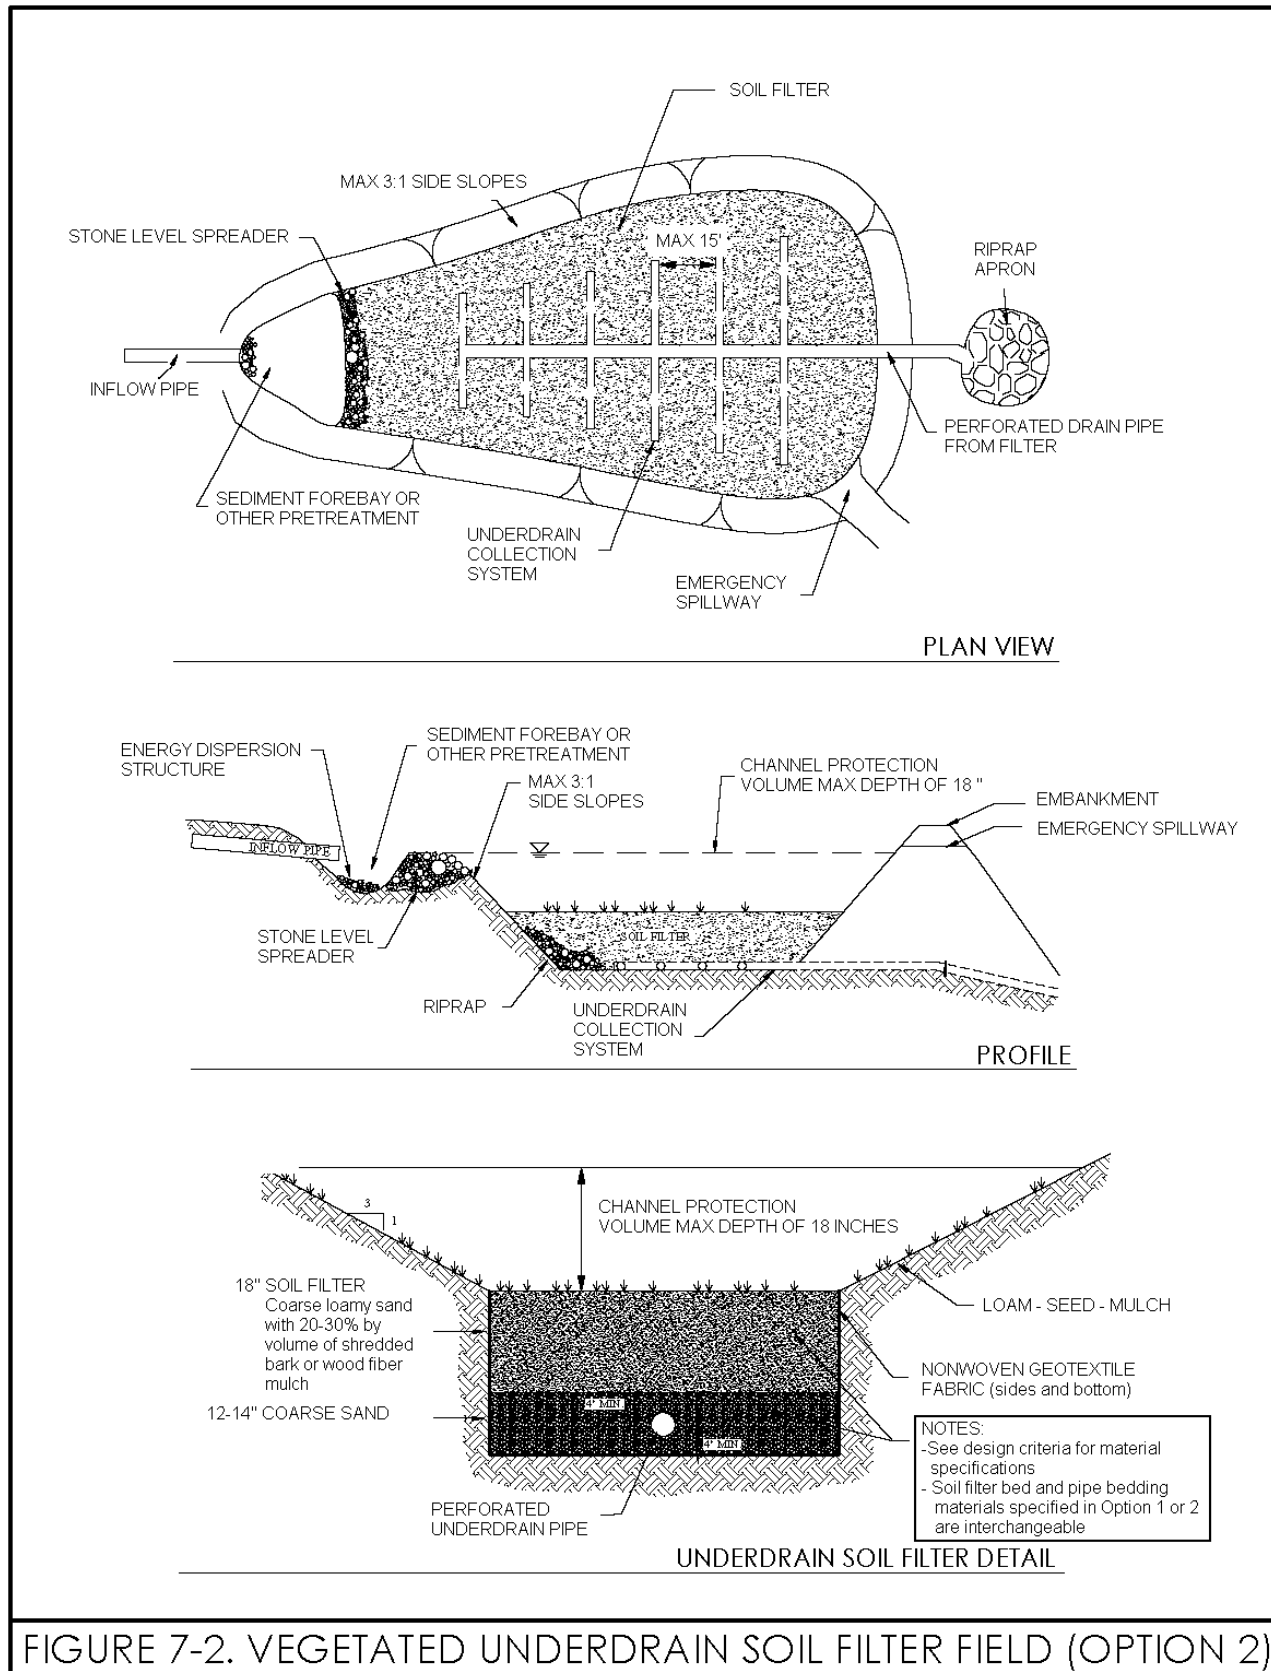 SOIL FILTER
MAX 3:1 SIDE SLOPES
STONE LEVEL SPREADER
MAX 15'
RIPRAP
APRON
INFLOW PIPE
PERFORATED DRAIN PIPE
FROM FILTER
SEDIMENT FOREBAY OR
OTHER PRETREATMENT
UNDERDRAIN
COLLECTION
SYSTEM
EMERGENCY
SPILLWAY
PLAN VIEW
ENERGY DISPERSION
STRUCTURE
SEDIMENT FOREBAY OR
OTHER PRETREATMENT
MAX 3:1
SIDE SLOPES
CHANNEL PROTECTION
VOLUME MAX DEPTH OF 18 "
EMBANKMENT
EMERGENCY SPILLWAY
INFLOW PIPE
STONE LEVEL
SPREADER
SOIL FILTER
RIPRAP
UNDERDRAIN
COLLECTION
SYSTEM
PROFILE
3
1
CHANNEL PROTECTION
VOLUME MAX DEPTH OF 18 INCHES
18" SOIL FILTER
Coarse loamy sand
with 20-30% by
volume of shredded
bark or wood fiber
mulch
LOAM - SEED - MULCH
NONWOVEN GEOTEXTILE
FABRIC (sides and bottom)
12-14" COARSE SAND
4" MIN
4" MIN
NOTES:
-See design criteria for material
specifications
- Soil filter bed and pipe bedding
materials specified in Option 1 or 2
are interchangeable
PERFORATED
UNDERDRAIN PIPE
UNDERDRAIN SOIL FILTER DETAIL
FIGURE 7-2. VEGETATED UNDERDRAIN SOIL FILTER FIELD (OPTION 2)